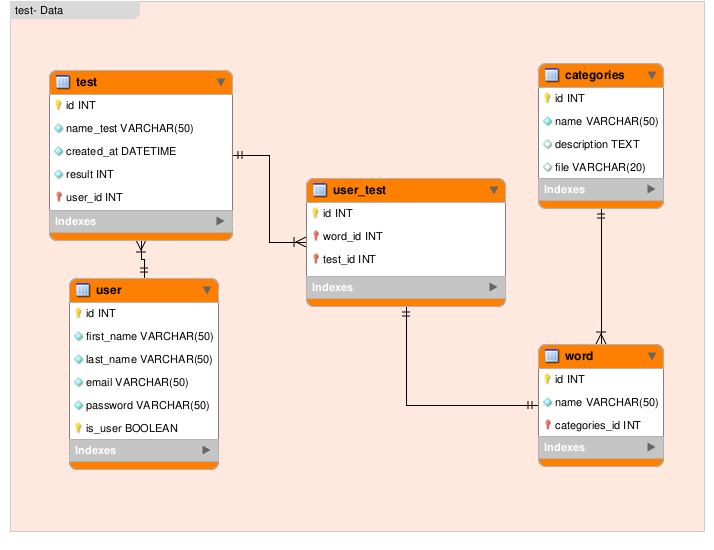 test- Data
test
id INT
name_test VARCHAR(50)
created_at DATETIME
result INT
user_id INT
Indexes
user
id INT
first_name VARCHAR(50)
last_name VARCHAR(50)
email VARCHAR(50)
password VARCHAR(50)
is_user BOOLEAN
Indexes
user_test
id INT
word_id INT
test_id INT
Indexes
categories
id INT
name VARCHAR(50)
description TEXT
file VARCHAR(20)
Indexes
word
id INT
name VARCHAR(50)
categories_id INT
Indexes